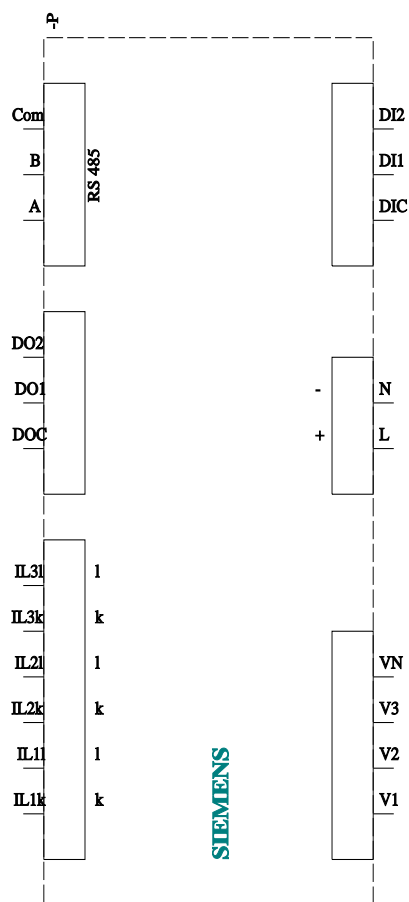 -P
Com
B
A
RS 485
DI2
DI1
DIC
DO2
DO1
DOC
-
+
N
L
IL3l l
IL3k k
IL2l l
IL2k k
IL1l l
IL1k k
VN
V3
V2
V1
SIEMENS